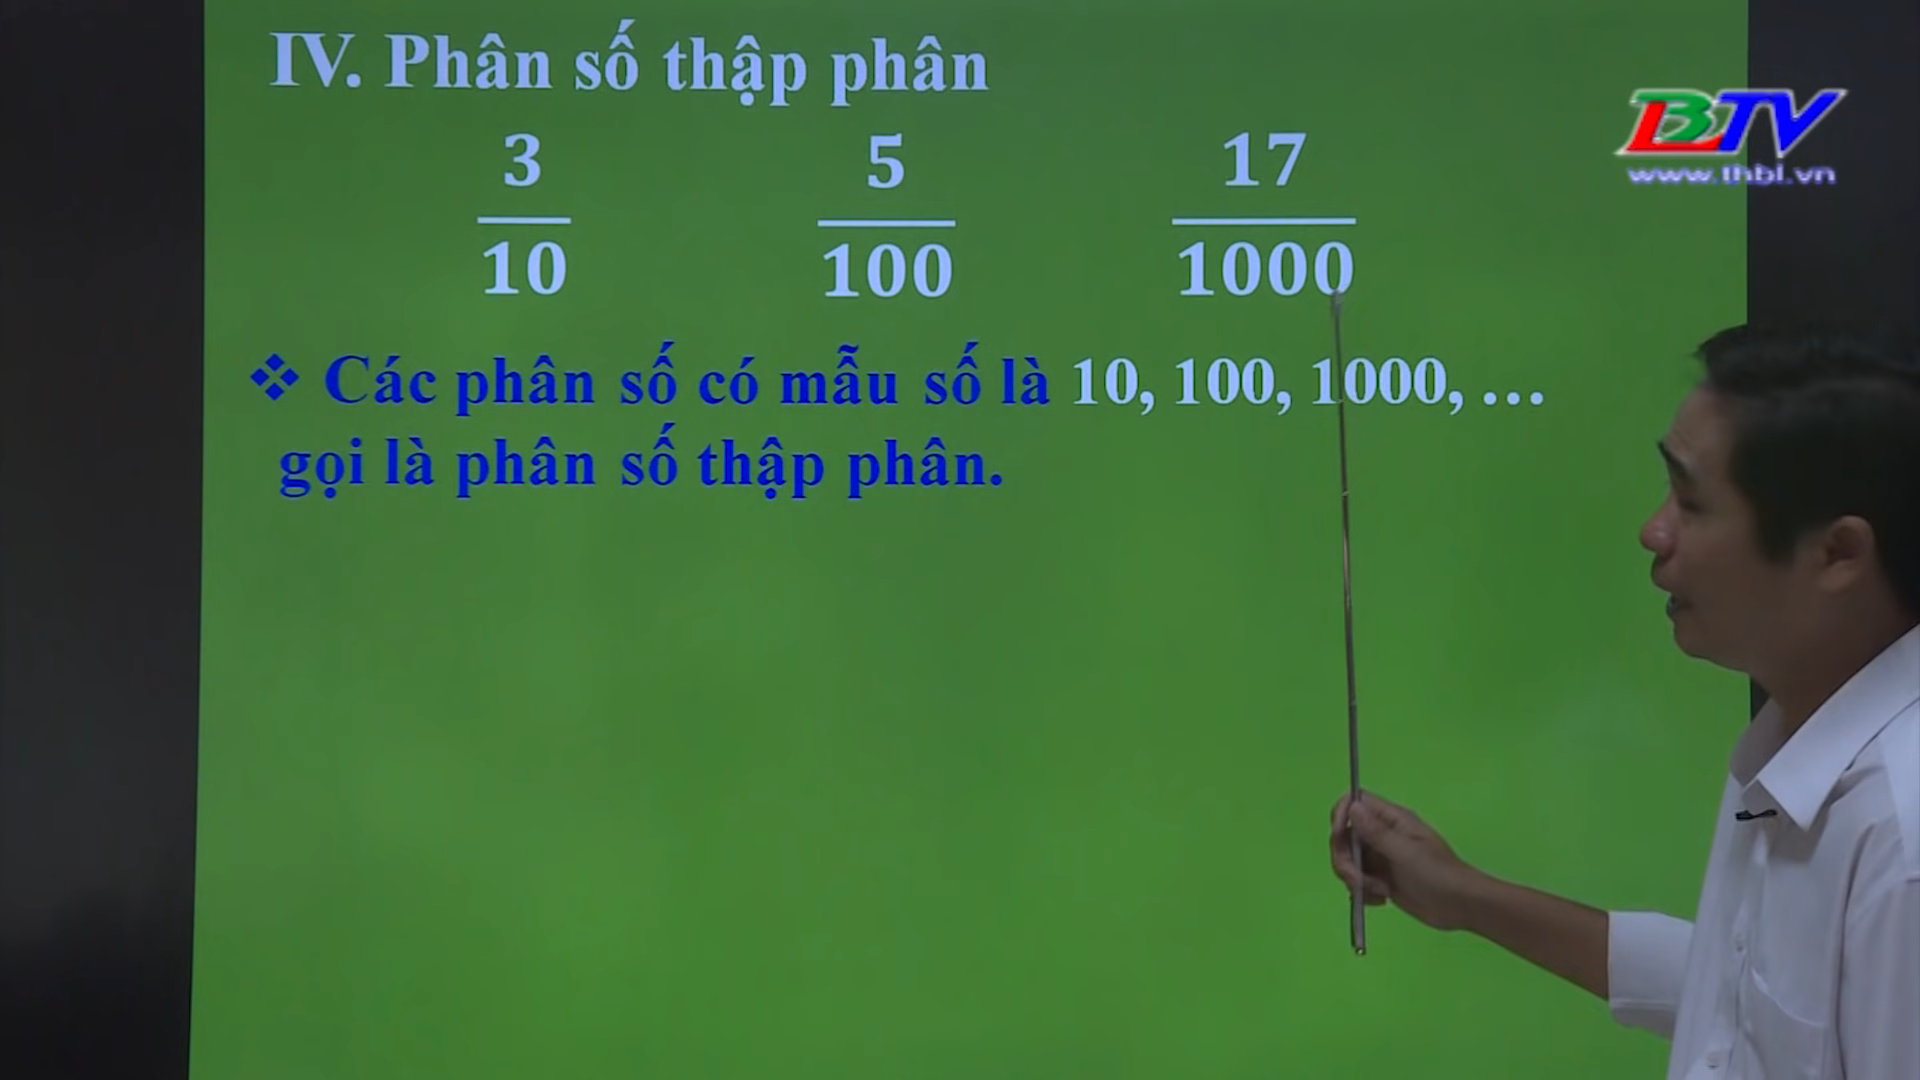 IV. Phân số thập phân
3 5 17
10 100 1000
❖ Các phân số có mẫu số là 10, 100, 1000, ...
gọi là phân số thập phân.
BTV
www.thbl.vn